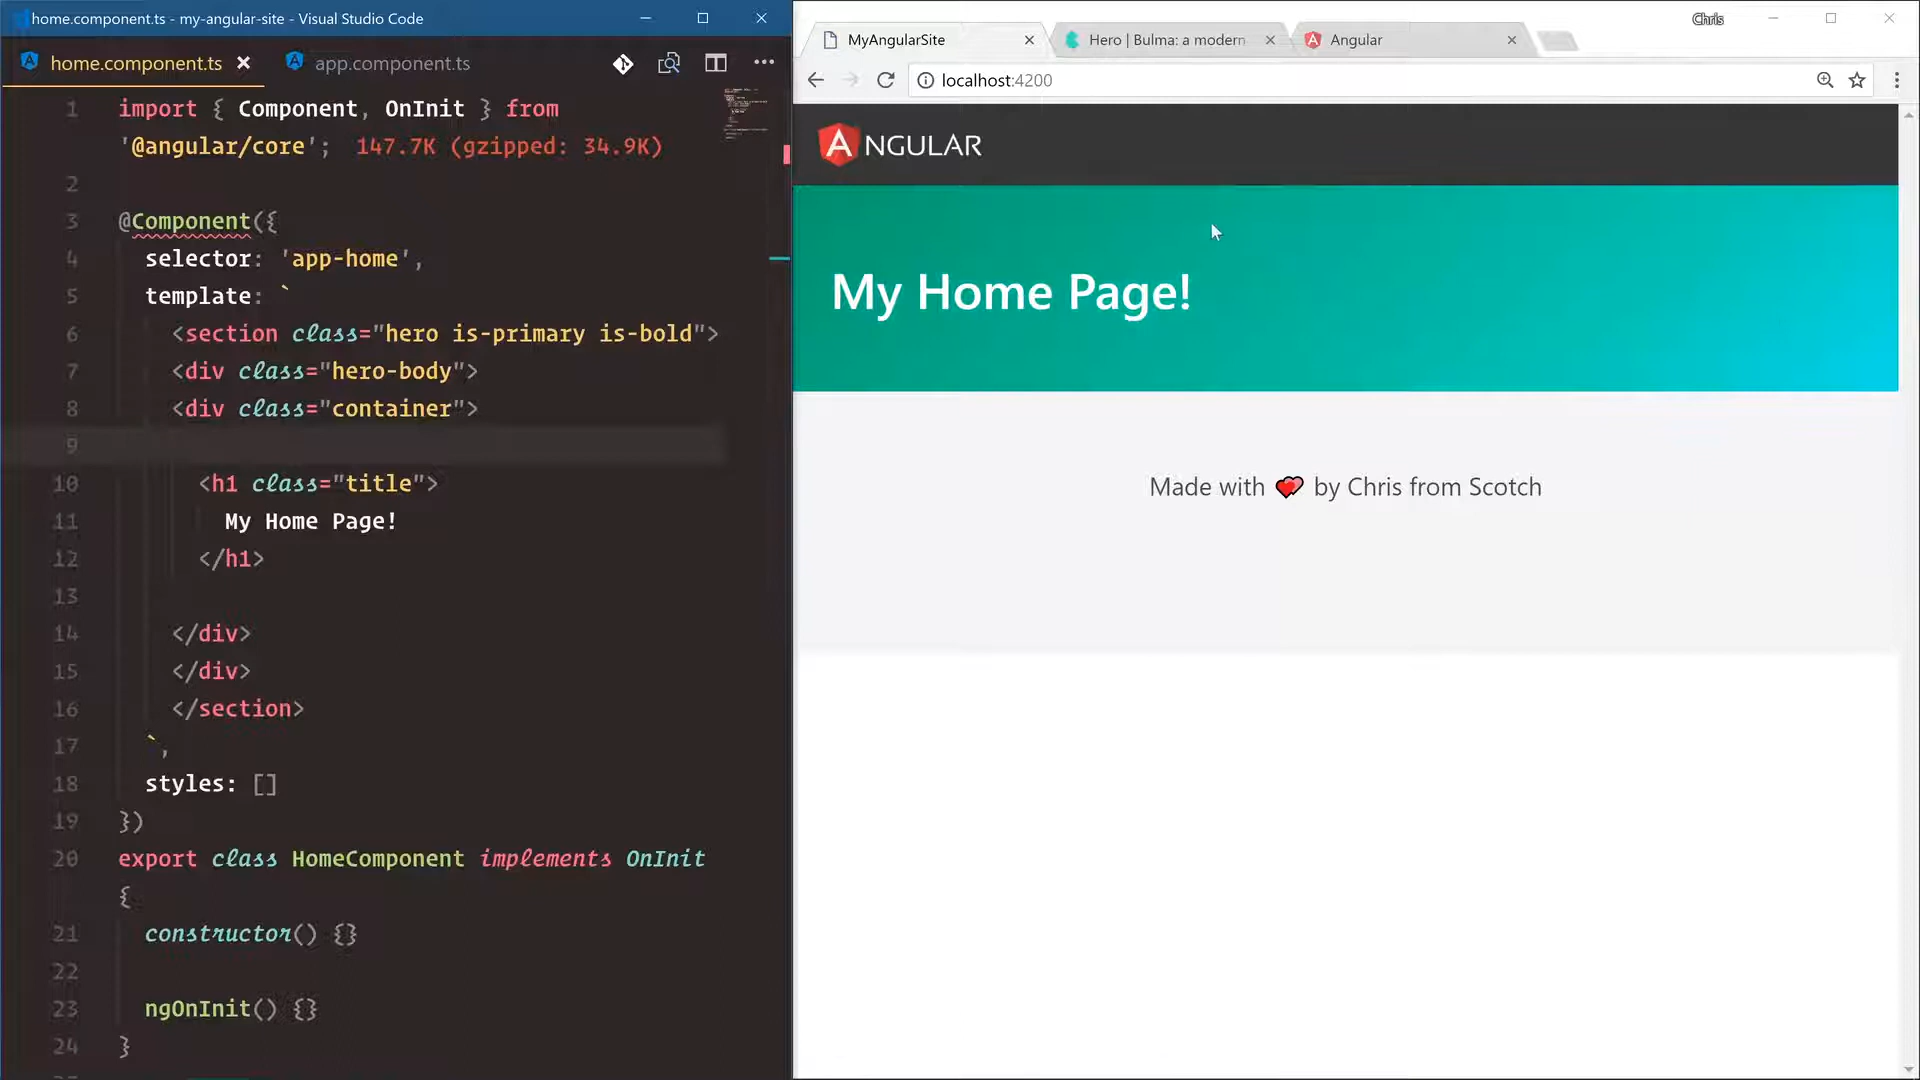 home.component.ts - my-angular-site - Visual Studio Code
home.component.ts
app.component.ts
1 import { Component, OnInit } from
'@angular/core'; 147.7K (gzipped: 34.9K)
2
3 @Component({
4 selector: 'app-home',
5 template: `
6 <section class="hero is-primary is-bold">
7 <div class="hero-body">
8 <div class="container">
9
10 <h1 class="title">
11 My Home Page!
12 </h1>
13
14 </div>
15 </div>
16 </section>
17 `,
18 styles: []
19 })
20 export class HomeComponent implements OnInit
{
21 constructor() {}
22
23 ngOnInit() {}
24 }
Chris
MyAngularSite
Hero | Bulma: a modern
Angular
localhost:4200
ANGULAR
My Home Page!
Made with 💕 by Chris from Scotch